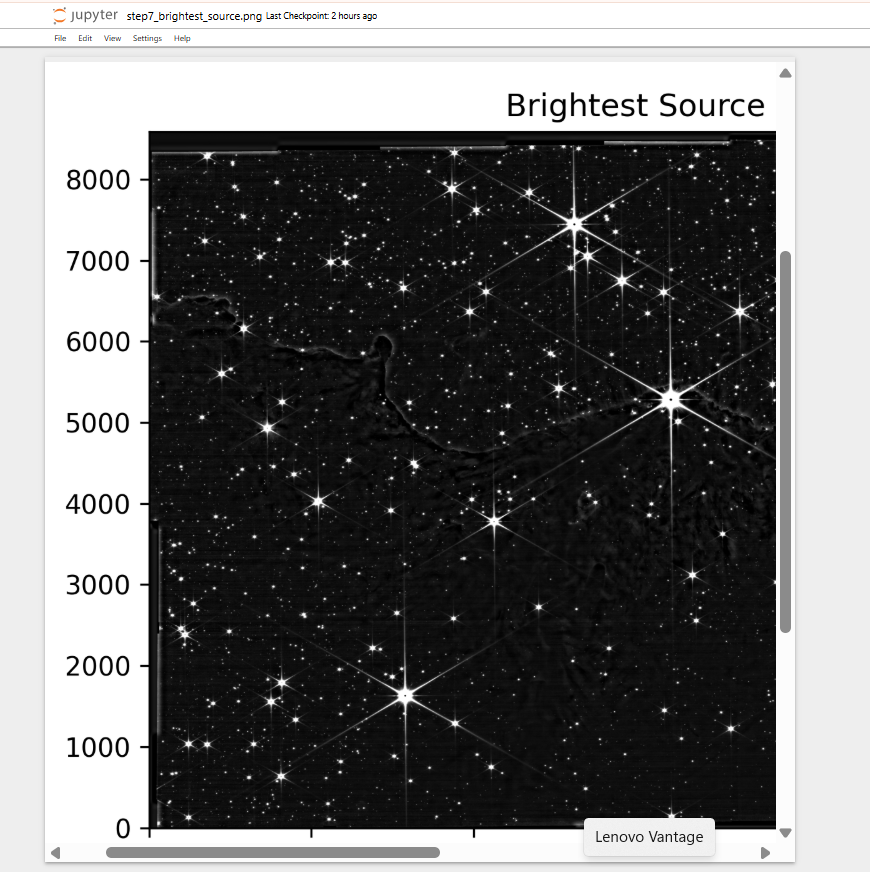 jupyter step7_brightest_source.png Last Checkpoint: 2 hours ago
File Edit View Settings Help
Brightest Source
8000
7000
6000
5000
4000
3000
2000
1000
0
Lenovo Vantage